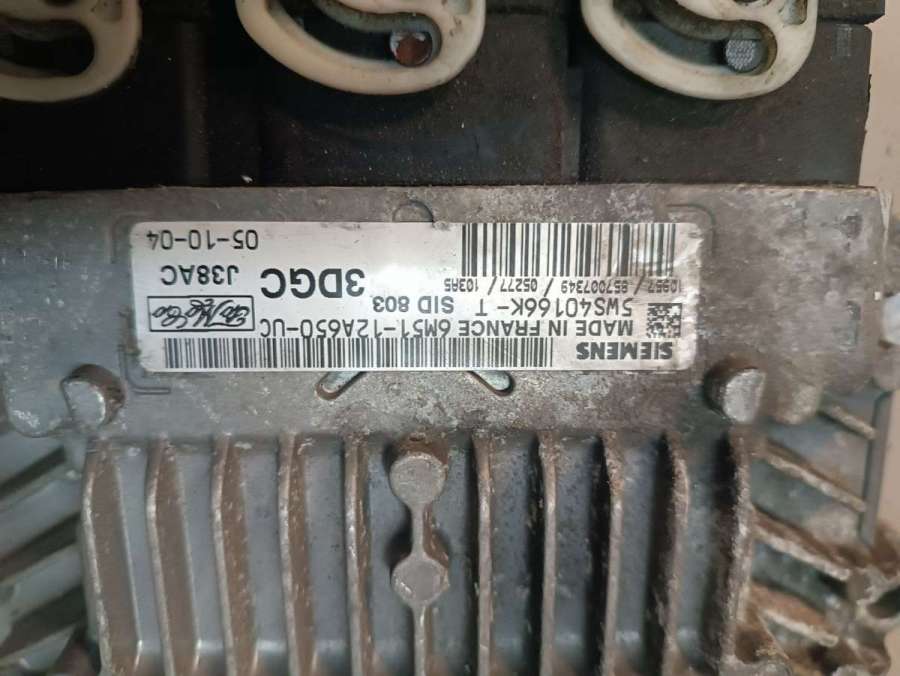 SIEMENS
MADE IN FRANCE 6M51-12A650-UC
5WS40166K-T SID 803
10957 / 857007349 / 05277 / 103A5
3DGC
J38AC
05-10-04